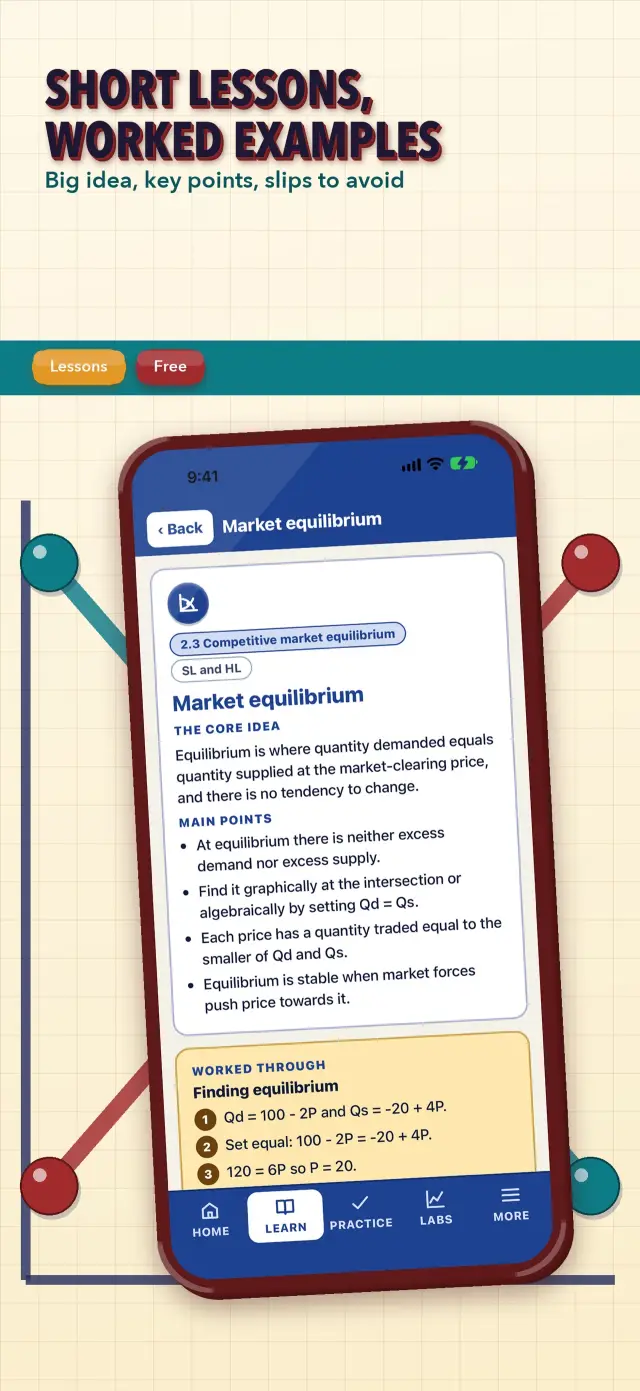 SHORT LESSONS,
WORKED EXAMPLES
Big idea, key points, slips to avoid
Lessons
Free
9:41
‹ Back
Market equilibrium
2.3 Competitive market equilibrium
SL and HL
Market equilibrium
THE CORE IDEA
Equilibrium is where quantity demanded equals
quantity supplied at the market-clearing price,
and there is no tendency to change.
MAIN POINTS
• At equilibrium there is neither excess
demand nor excess supply.
• Find it graphically at the intersection or
algebraically by setting Qd = Qs.
• Each price has a quantity traded equal to the
smaller of Qd and Qs.
• Equilibrium is stable when market forces
push price towards it.
WORKED THROUGH
Finding equilibrium
1 Qd = 100 - 2P and Qs = -20 + 4P.
2 Set equal: 100 - 2P = -20 + 4P.
3 120 = 6P so P = 20.
HOME
LEARN
PRACTICE
LABS
MORE